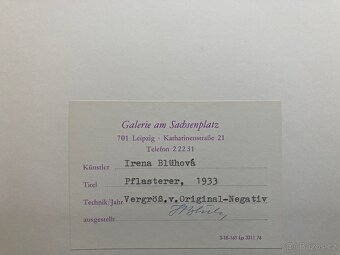 Galerie am Sachsenplatz
701 Leipzig · Katharinenstraße 21
Telefon 2 22 31
Künstler Irena Blühová
Titel Pflasterer, 1933
Technik/Jahr Vergröß.v.Original-Negativ
ausgestellt